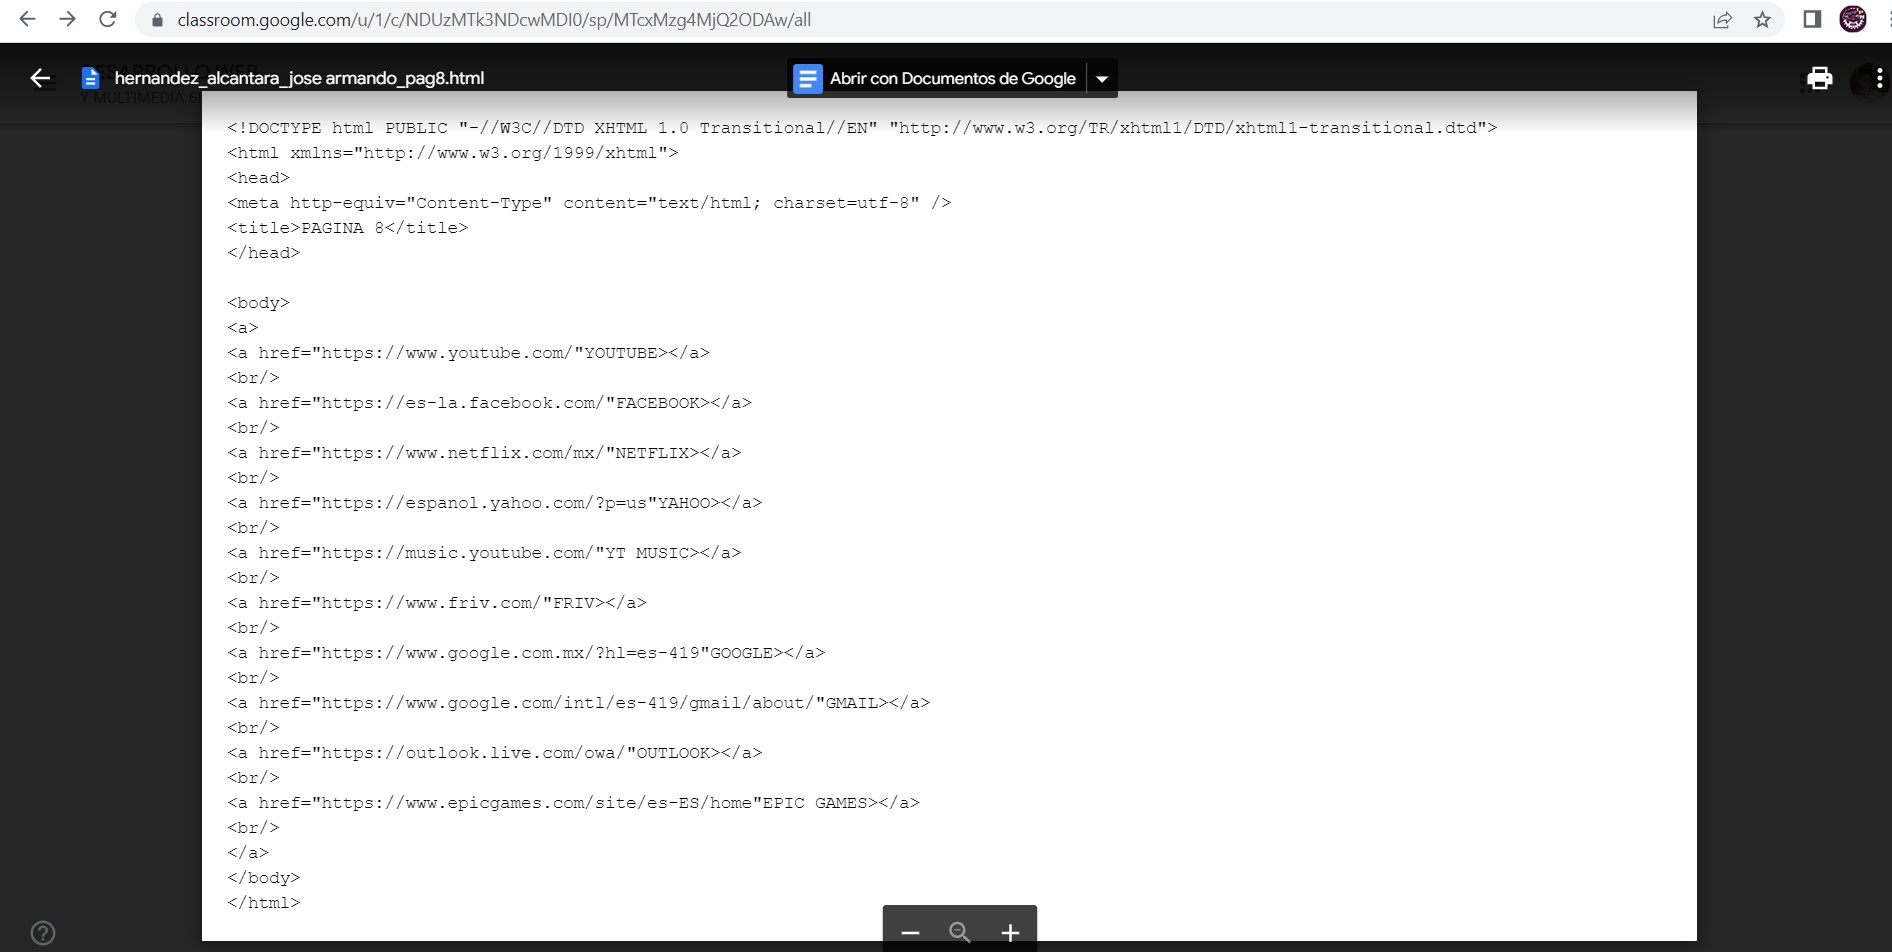 classroom.google.com/u/1/c/NDUzMTk3NDcwMDI0/sp/MTcxMzg4MjQ2ODAw/all
hernandez_alcantara_jose armando_pag8.html
Abrir con Documentos de Google
DESARROLLO WEB
Y MULTIMEDIA
<!DOCTYPE html PUBLIC "-//W3C//DTD XHTML 1.0 Transitional//EN" "http://www.w3.org/TR/xhtml1/DTD/xhtml1-transitional.dtd">
<html xmlns="http://www.w3.org/1999/xhtml">
<head>
<meta http-equiv="Content-Type" content="text/html; charset=utf-8" />
<title>PAGINA 8</title>
</head>
<body>
<a>
<a href="https://www.youtube.com/"YOUTUBE></a>
<br/>
<a href="https://es-la.facebook.com/"FACEBOOK></a>
<br/>
<a href="https://www.netflix.com/mx/"NETFLIX></a>
<br/>
<a href="https://espanol.yahoo.com/?p=us"YAHOO></a>
<br/>
<a href="https://music.youtube.com/"YT MUSIC></a>
<br/>
<a href="https://www.friv.com/"FRIV></a>
<br/>
<a href="https://www.google.com.mx/?hl=es-419"GOOGLE></a>
<br/>
<a href="https://www.google.com/intl/es-419/gmail/about/"GMAIL></a>
<br/>
<a href="https://outlook.live.com/owa/"OUTLOOK></a>
<br/>
<a href="https://www.epicgames.com/site/es-ES/home"EPIC GAMES></a>
<br/>
</a>
</body>
</html>